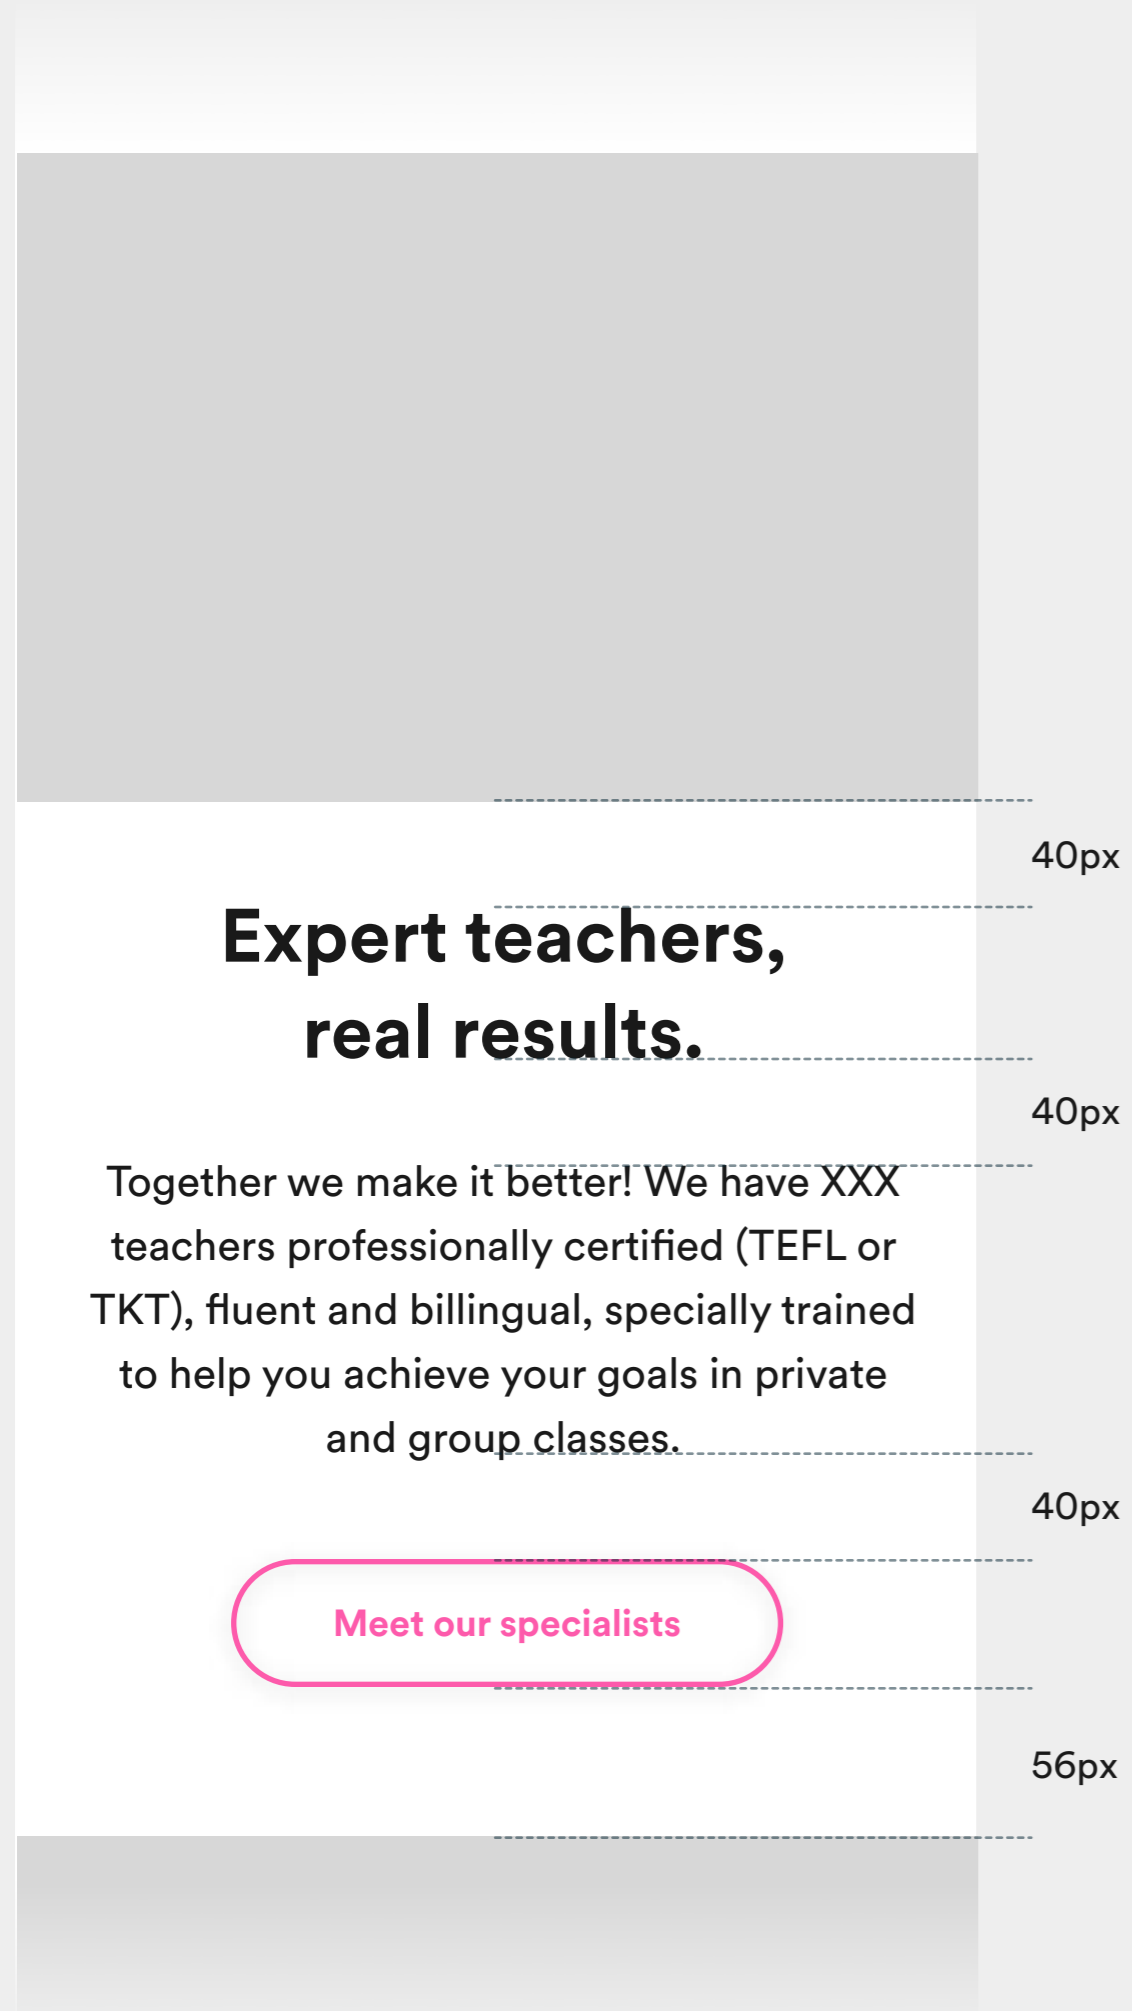 40px
Expert teachers,
real results.
40px
Together we make it better! We have XXX
teachers professionally certified (TEFL or
TKT), fluent and billingual, specially trained
to help you achieve your goals in private
and group classes.
40px
Meet our specialists
56px